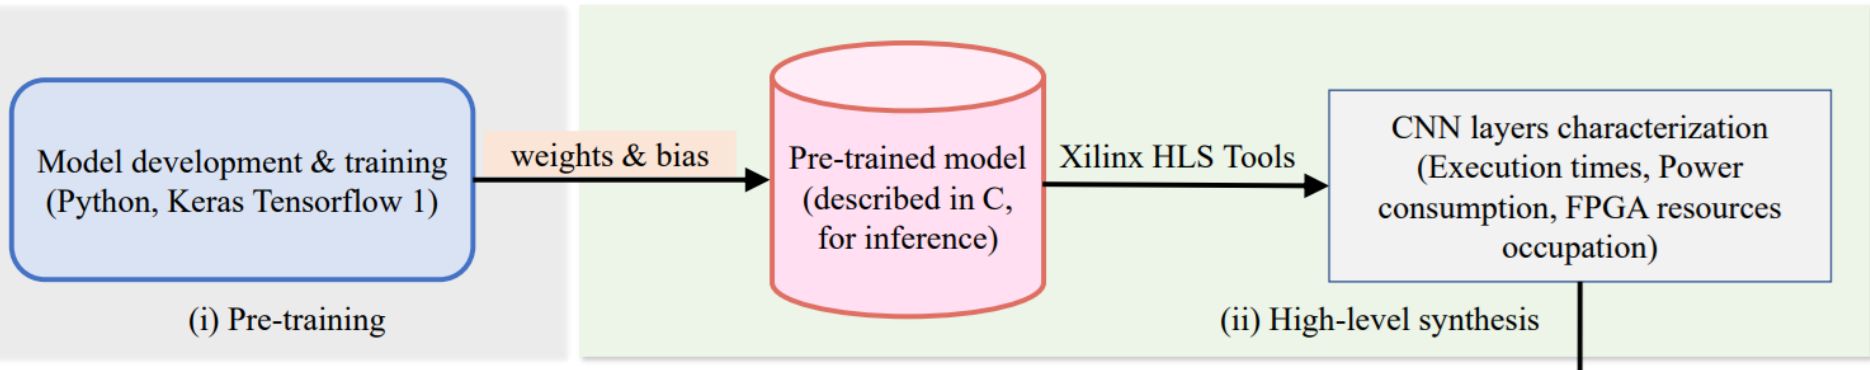 Model development & training
(Python, Keras Tensorflow 1)
(i) Pre-training
weights & bias
Pre-trained model
(described in C,
for inference)
Xilinx HLS Tools
CNN layers characterization
(Execution times, Power
consumption, FPGA resources
occupation)
(ii) High-level synthesis